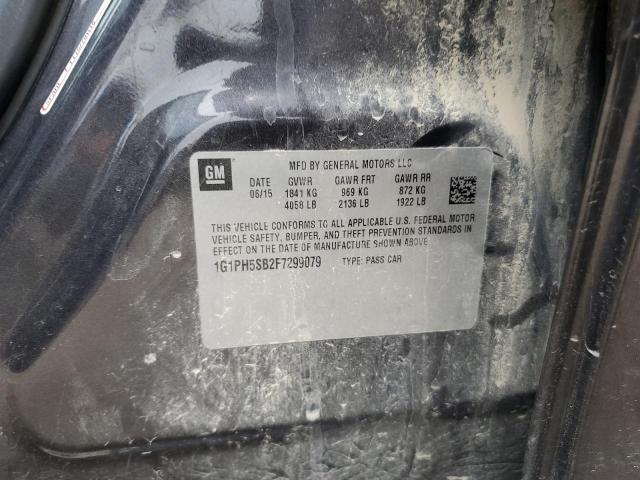 GM
MFD BY GENERAL MOTORS LLC
DATE GVWR GAWR FRT GAWR RR
06/15 1841 KG 969 KG 872 KG
4058 LB 2136 LB 1922 LB
THIS VEHICLE CONFORMS TO ALL APPLICABLE U.S. FEDERAL MOTOR
VEHICLE SAFETY, BUMPER, AND THEFT PREVENTION STANDARDS IN
EFFECT ON THE DATE OF MANUFACTURE SHOWN ABOVE.
1G1PH5SB2F7299079 TYPE: PASS CAR